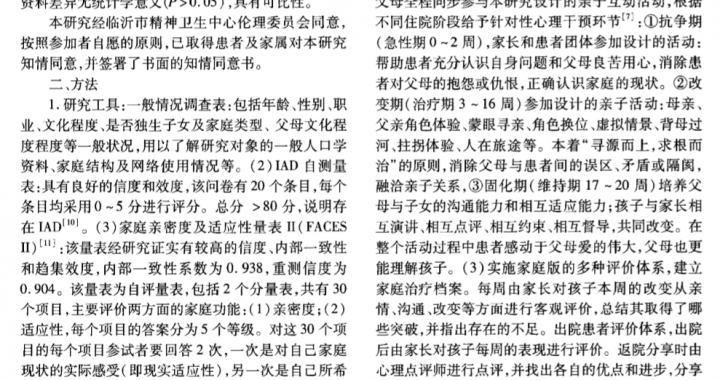 资料差异无统计学意义(P>0.05),具有可比性。
本研究经临沂市精神卫生中心伦理委员会同意,
按照参加者自愿的原则,已取得患者及家属对本研究
知情同意,并签署了书面的知情同意书。
二、方法
1.研究工具:一般情况调查表:包括年龄、性别、职
业、文化程度、是否独生子女及家庭类型、父母文化程
度程度等一般状况,用以了解研究对象的一般人口学
资料、家庭结构及网络使用情况等。(2)IAD自测量
表:具有良好的信度和效度,该问卷有20个条目,每个
条目均采用0~5分进行评分。总分 >80分,说明存
在IAD[10]。(3)家庭亲密度及适应性量表Ⅱ(FACES
Ⅱ)[11]:该量表经研究证实有较高的信度、内部一致性
和趋集效度,内部一致性系数为0.938,重测信度为
0.904。该量表为自评量表,包括2个分量表,共有30
个项目,主要评价两方面的家庭功能:(1)亲密度;(2)
适应性,每个项目的答案分为5个等级。对这30个项
目的每个项目参试者要回答2次,一次是对自己家庭
现状的实际感受(即现实适应性),另一次是自己所希
父母全程同步参与本研究设计的亲子互动活动,根据
不同住院阶段给予针对性心理干预环节[7]:①抗争期
(急性期0~2周),家长和患者团体参加设计的活动:
帮助患者充分认识自身问题和父母良苦用心,消除患
者对父母的抱怨或仇恨,正确认识家庭的现状。②改
变期(治疗期3~16周)参加设计的亲子活动:母亲、
父亲角色体验、蒙眼寻亲、角色换位、虚拟情景、背母过
河、拄拐体验、人在旅途等。本着“寻源而上,求根而
治”的原则,消除父母与患者间的误区、矛盾或隔阂,
融洽亲子关系,③固化期(维持期17~20周)培养父
母与子女的沟通能力和相互适应能力;孩子与家长相
互演讲、相互点评、相互约束、相互督导,共同改变。在
整个活动过程中患者感动于父母爱的伟大,父母也更
能理解孩子。(3)实施家庭版的多种评价体系,建立
家庭治疗档案。每周由家长对孩子本周的改变从亲
情、沟通、改变等方面进行客观评价,总结其取得了哪
些突破,并指出存在的不足。出院患者评价体系,出院
后由家长对孩子每周的表现进行评价。返院分享时由
心理点评师进行点评,并找出各自的优点和进步,分享